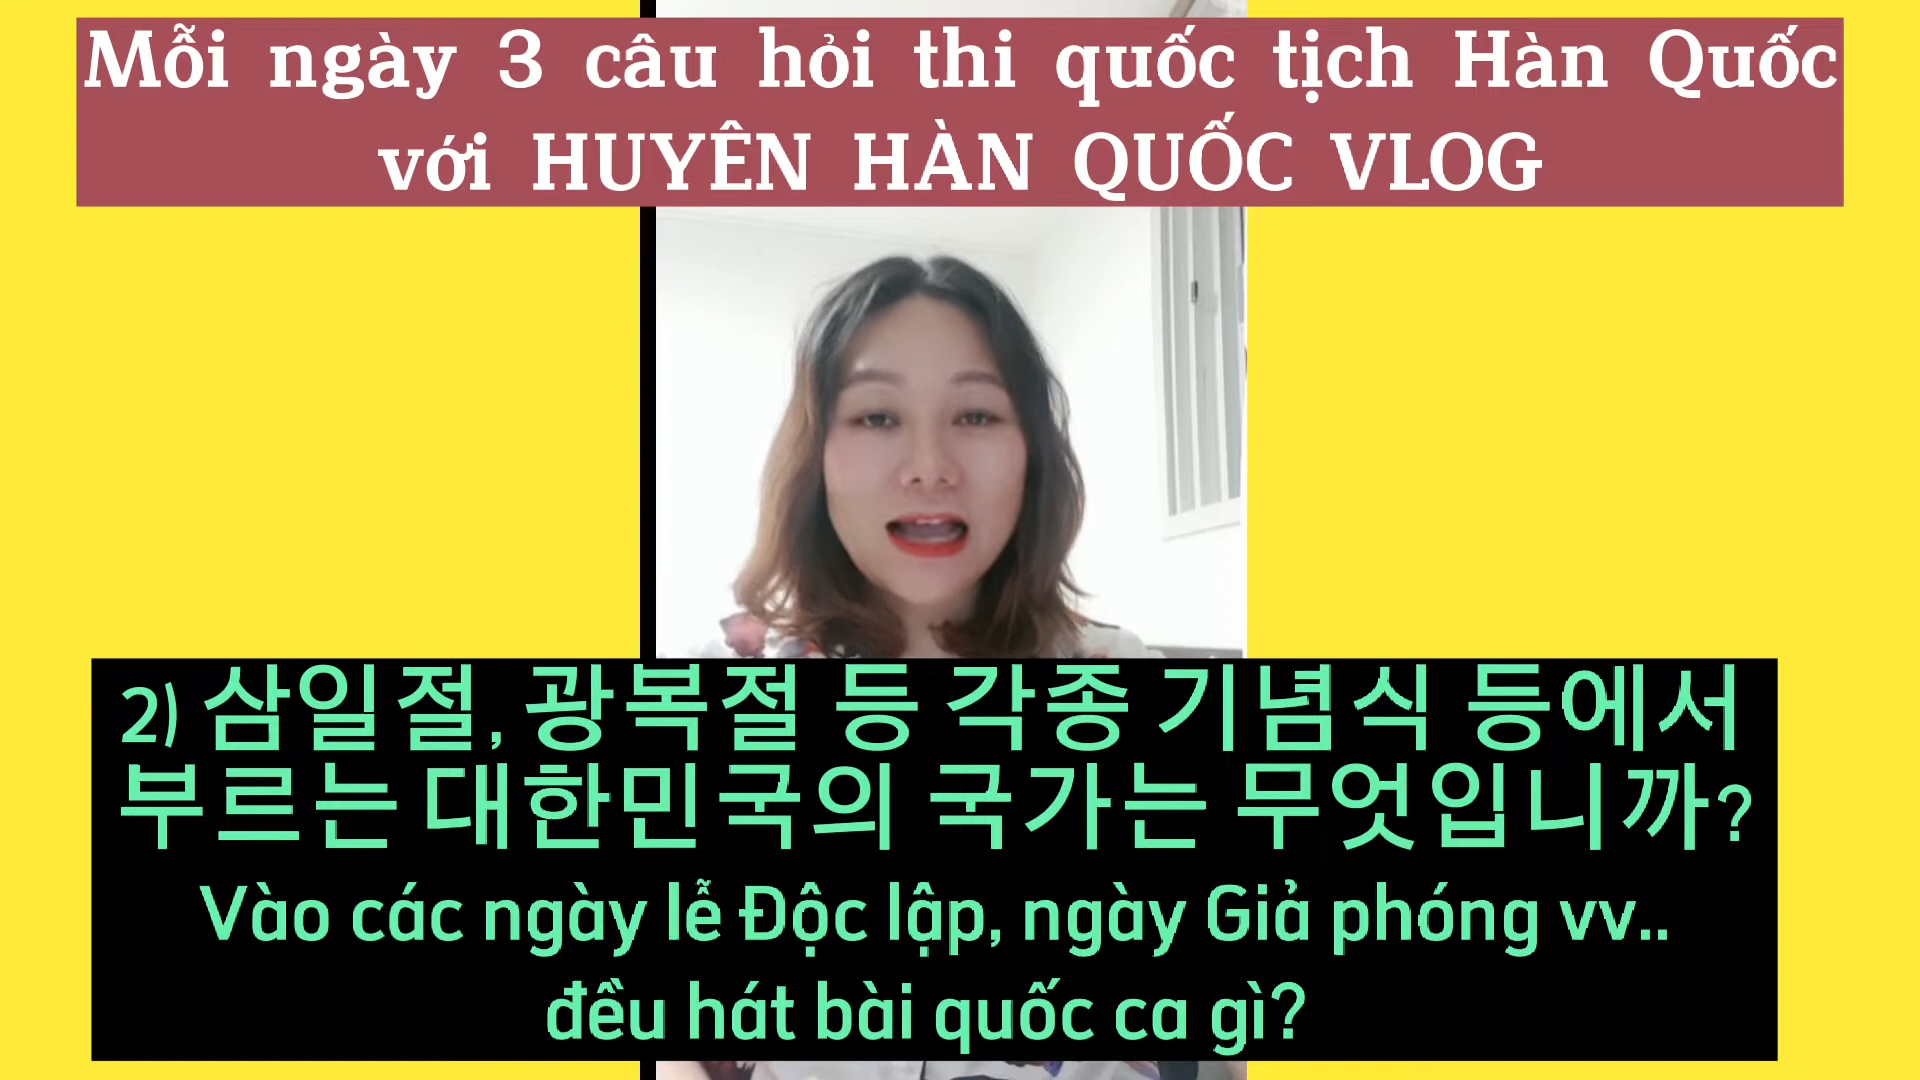 Mỗi ngày 3 câu hỏi thi quốc tịch Hàn Quốc
với HUYÊN HÀN QUỐC VLOG
2) 삼일절, 광복절 등 각종 기념식 등에서
부르는 대한민국의 국가는 무엇입니까?
Vào các ngày lễ Độc lập, ngày Giả phóng vv..
đều hát bài quốc ca gì?